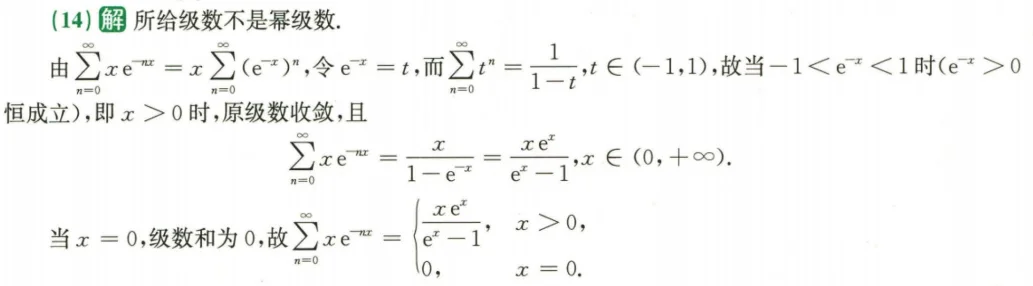 (14) 解 所给级数不是幂级数.
由$\sum_{n=0}^{\infty} x e^{-nx} = x \sum_{n=0}^{\infty} (e^{-x})^n$,令 $e^{-x} = t$,而$\sum_{n=0}^{\infty} t^n = \frac{1}{1-t}, t \in (-1,1)$,故当$-1 < e^{-x} < 1$时($e^{-x} > 0$
恒成立),即 $x > 0$ 时,原级数收敛,且
$\sum_{n=0}^{\infty} x e^{-nx} = \frac{x}{1-e^{-x}} = \frac{x e^x}{e^x-1}, x \in (0,+\infty).$
当 $x = 0$,级数和为 0,故$\sum_{n=0}^{\infty} x e^{-nx} = \begin{cases} \frac{x e^x}{e^x-1}, & x > 0, \\ 0, & x = 0. \end{cases}$